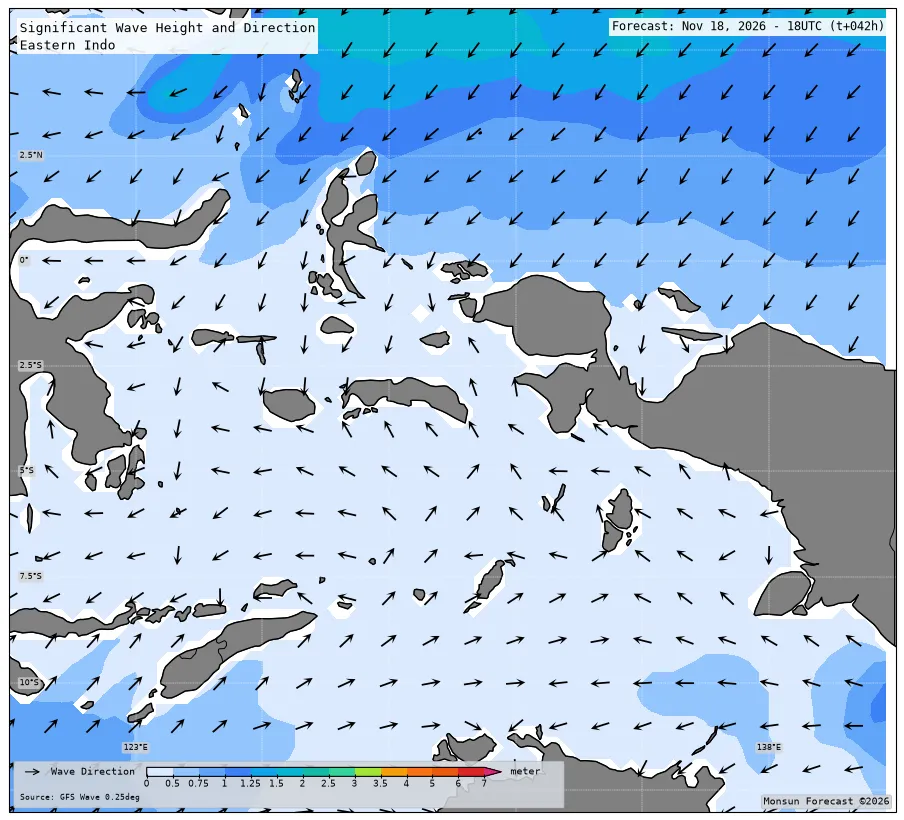 Significant Wave Height and Direction
Eastern Indo
Forecast: Nov 18, 2026 - 18UTC (t+042h)
2.5°N
0°
2.5°S
5°S
7.5°S
10°S
123°E
138°E
Wave Direction
meter
0 0.5 0.75 1 1.25 1.5 2 2.5 3 3.5 4 5 6 7
Source: GFS Wave 0.25deg
Monsun Forecast ©2026